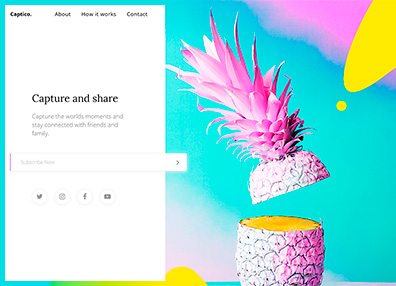 Captico. About How it works Contact
Capture and share
Capture the worlds moments and
stay connected with friends and
family.
Subscribe Now